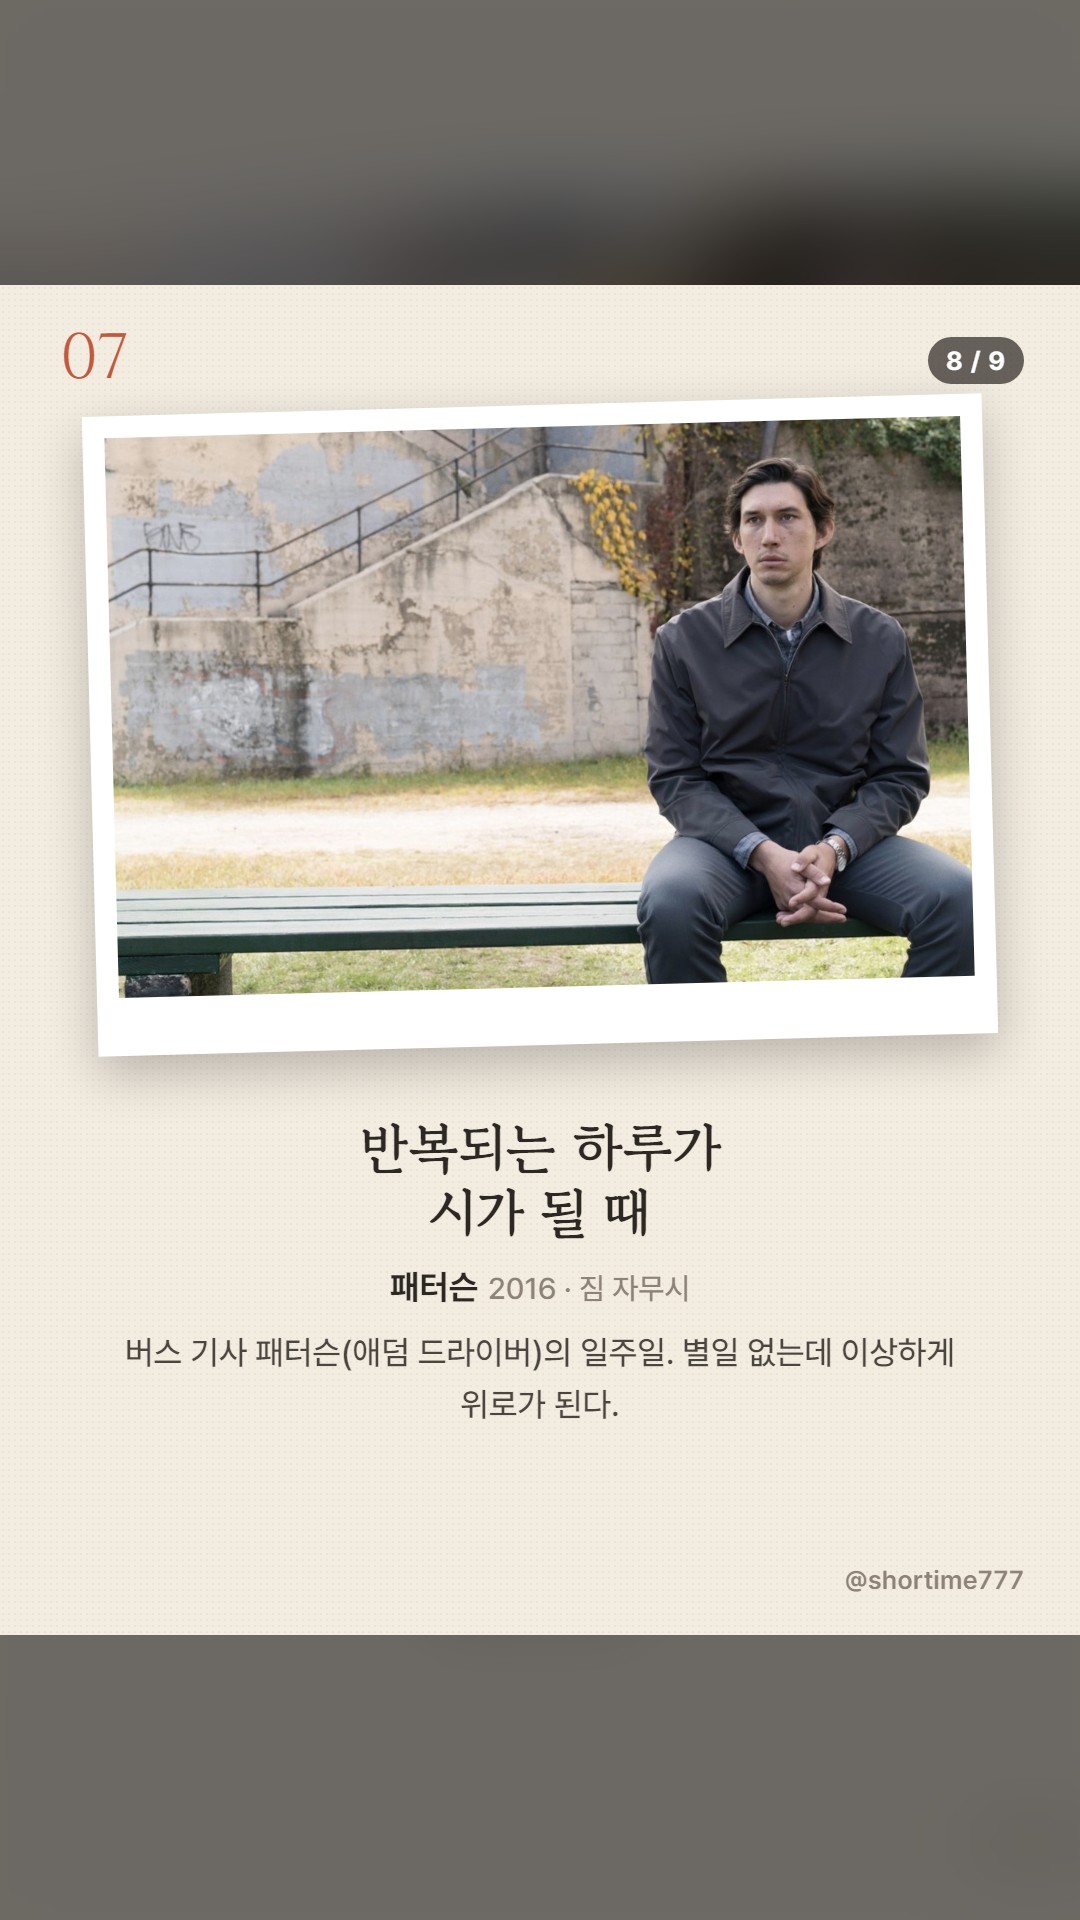 07
8 / 9
반복되는 하루가
시가 될 때
패터슨 2016 · 짐 자무시
버스 기사 패터슨(애덤 드라이버)의 일주일. 별일 없는데 이상하게
위로가 된다.
@shortime777